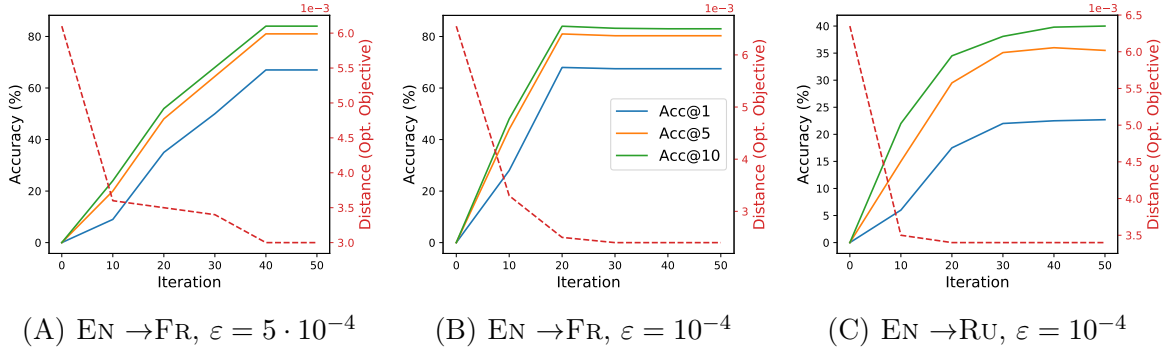 1e−3
80
60
40
20
0
Accuracy (%)
6.0
5.5
5.0
4.5
4.0
3.5
3.0
Distance (Opt. Objective)
0 10 20 30 40 50
Iteration
(A) EN →FR, ε = 5 · 10−4
1e−3
80
60
40
20
0
Accuracy (%)
Acc@1
Acc@5
Acc@10
6
5
4
3
Distance (Opt. Objective)
0 10 20 30 40 50
Iteration
(B) EN →FR, ε = 10−4
1e−3
40
35
30
25
20
15
10
5
0
Accuracy (%)
6.5
6.0
5.5
5.0
4.5
4.0
3.5
Distance (Opt. Objective)
0 10 20 30 40 50
Iteration
(C) EN →RU, ε = 10−4